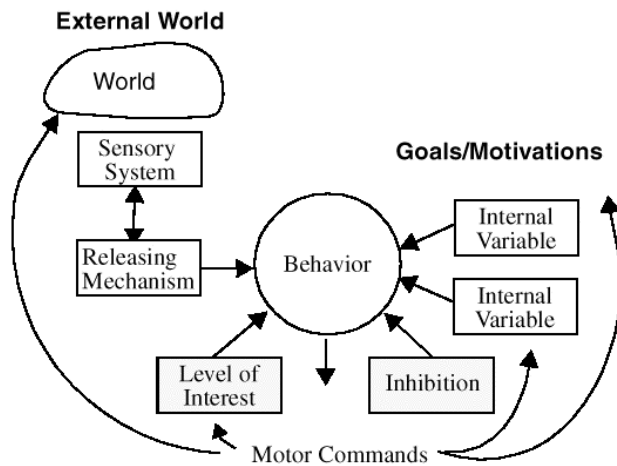 External World
World
Sensory
System
Goals/Motivations
Internal
Variable
Releasing
Mechanism
Behavior
Internal
Variable
Level of
Interest
Inhibition
Motor Commands